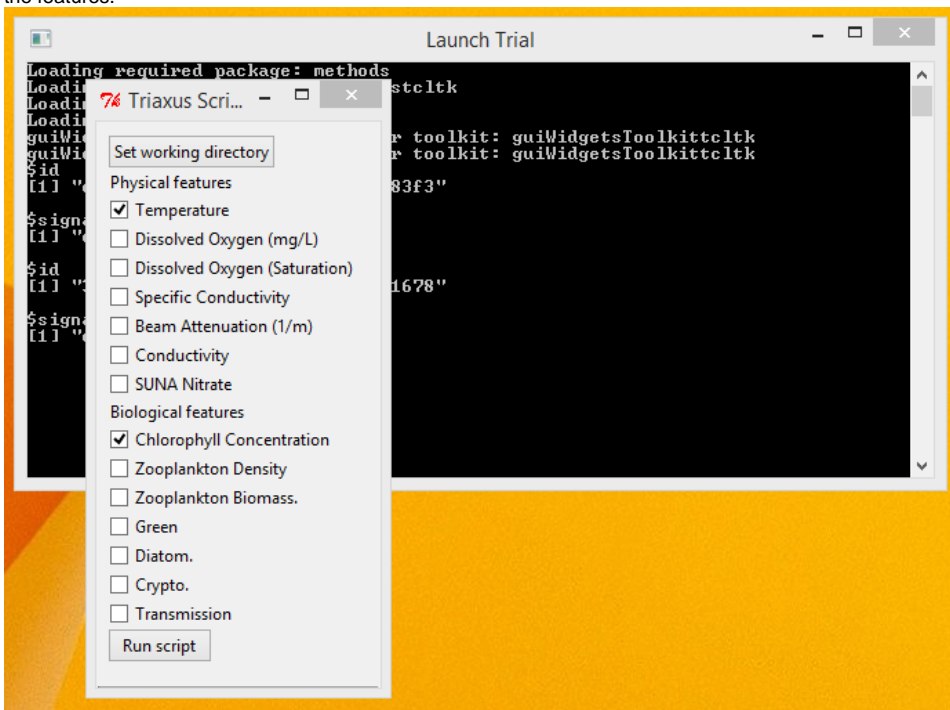 the features.
Launch Trial
Loading required package: methods
Loadi stcltk
Loadi
Loadi
guiWi r toolkit: guiWidgetsToolkittcltk
guiWi r toolkit: guiWidgetsToolkittcltk
$id
[1] " 83f3"
$sign
[1] "
$id
[1] "3 1678"
$sign
[1] "
Triaxus Scri...
Set working directory
Physical features
Temperature
Dissolved Oxygen (mg/L)
Dissolved Oxygen (Saturation)
Specific Conductivity
Beam Attenuation (1/m)
Conductivity
SUNA Nitrate
Biological features
Chlorophyll Concentration
Zooplankton Density
Zooplankton Biomass.
Green
Diatom.
Crypto.
Transmission
Run script